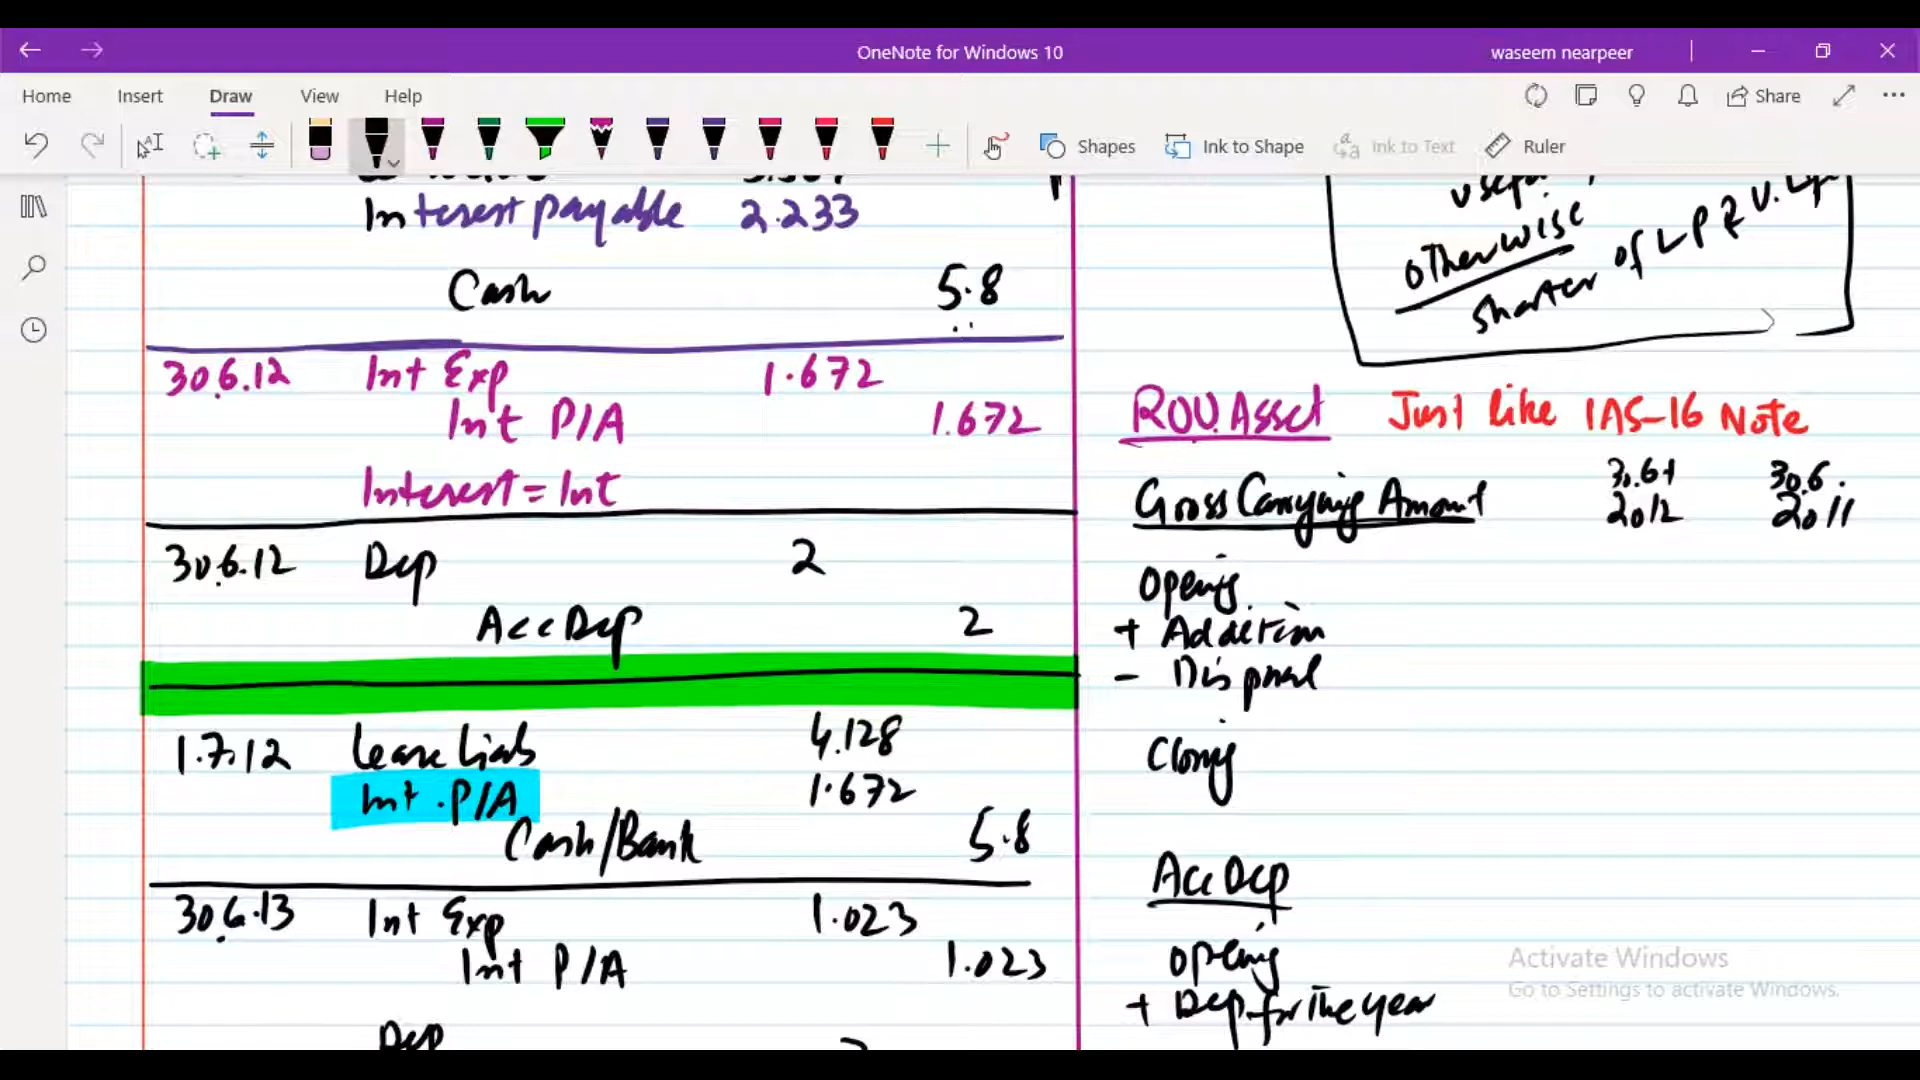 OneNote for Windows 10
waseem nearpeer
Home Insert Draw View Help
Share
Shapes Ink to Shape Ink to Text Ruler
Interest payable 2.233
Cash 5.8
30.6.12 Int Exp 1.672
Int P/A 1.672
Interest = Int
30.6.12 Dep 2
Acc Dep 2
1.7.12 Lease Liab 4.128
Int. P/A 1.672
Cash/Bank 5.8
30.6.13 Int Exp 1.023
Int P/A 1.023
Dep
otherwise
shorter of LP & U. Life
ROU. Asset Just like IAS-16 Note
30.6. 30.6.
Gross Carrying Amount 2012 2011
Opening
+ Addition
- Disposal
Closing
Acc Dep
Opening
+ Dep. for the year
Activate Windows
Go to Settings to activate Windows.